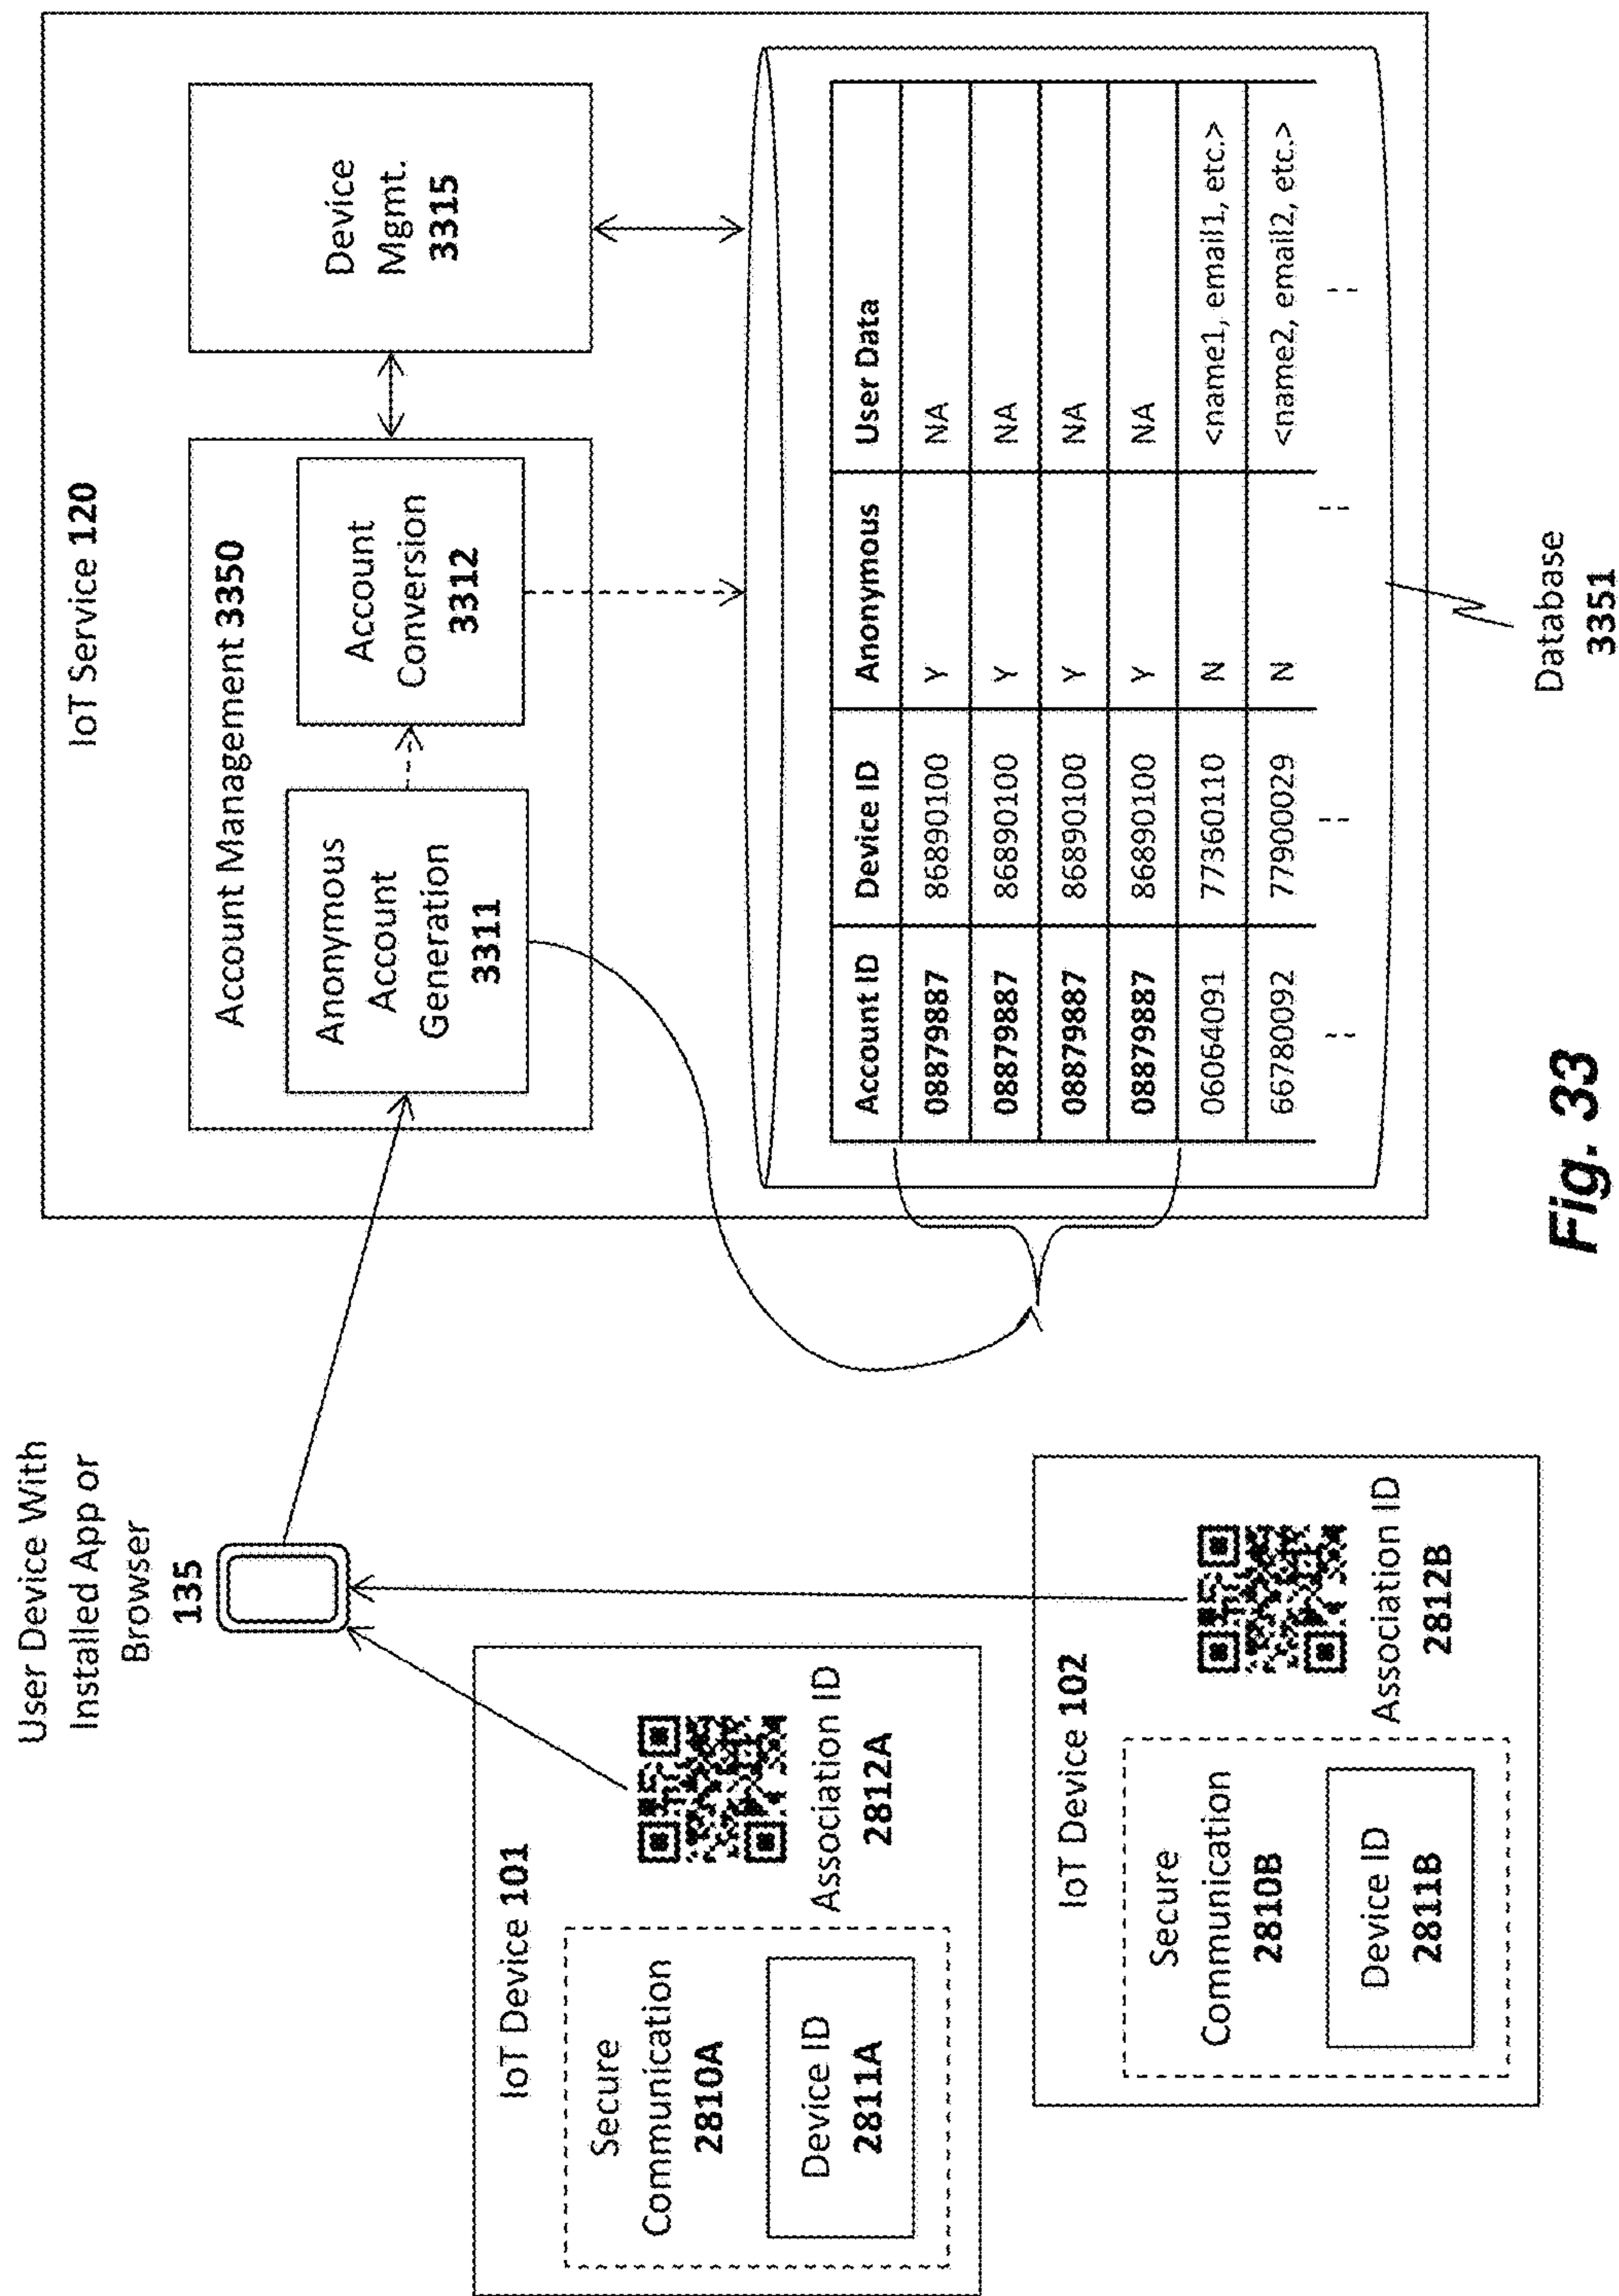 User Device With
Installed App or
Browser
135
IoT Device 101
Secure
Communication
2810A
Device ID
2811A
Association ID
2812A
IoT Device 102
Secure
Communication
2810B
Device ID
2811B
Association ID
2812B
IoT Service 120
Account Management 3350
Anonymous
Account
Generation
3311
Account
Conversion
3312
Device
Mgmt.
3315
Account ID Device ID Anonymous User Data
08879887 86890100 Y NA
08879887 86890100 Y NA
08879887 86890100 Y NA
08879887 86890100 Y NA
06064091 77360110 N <name1, email1, etc.>
66780092 77900029 N <name2, email2, etc.>
Database
3351
Fig. 33